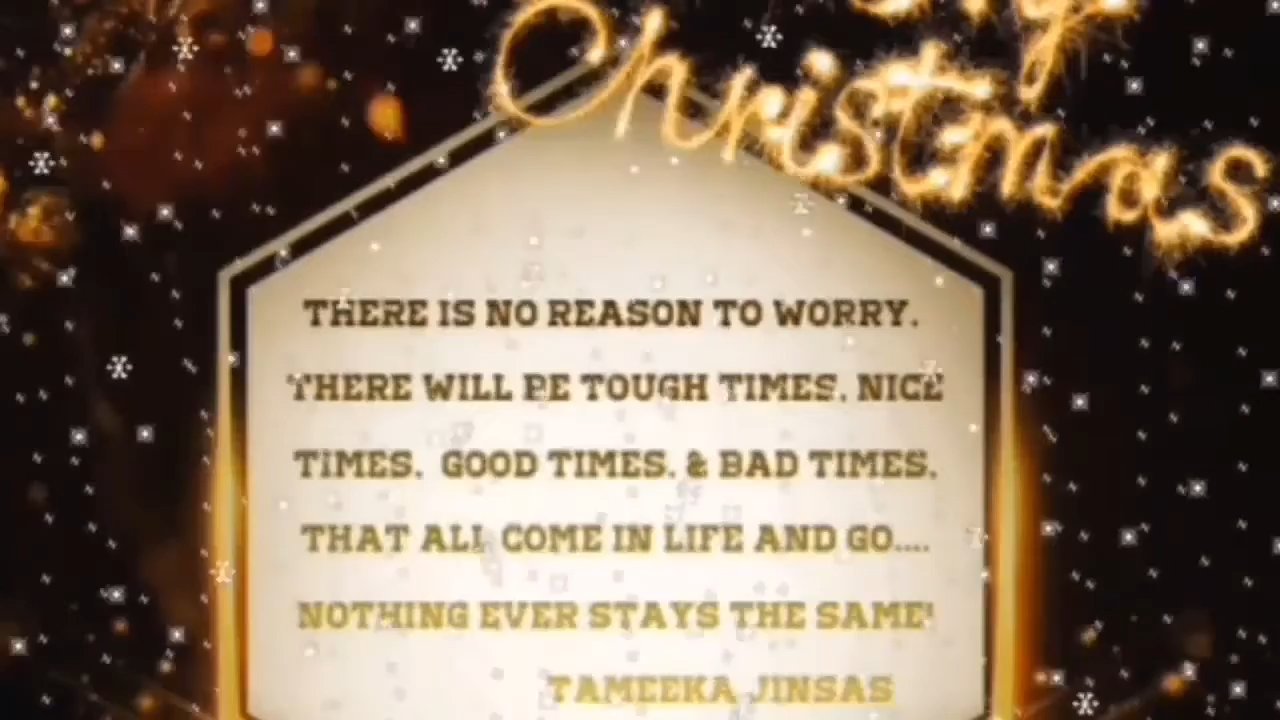 Christmas
THERE IS NO REASON TO WORRY.
THERE WILL BE TOUGH TIMES, NICE
TIMES, GOOD TIMES, & BAD TIMES,
THAT ALL COME IN LIFE AND GO....
NOTHING EVER STAYS THE SAME!
TAMEEKA JINSAS